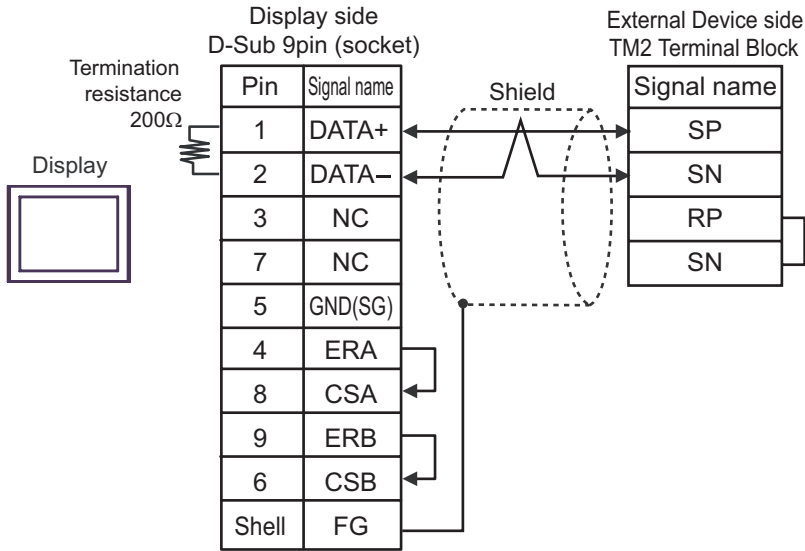 Display side
D-Sub 9pin (socket)
External Device side
TM2 Terminal Block
Termination
resistance
200Ω
Display
Shield
Pin Signal name
1 DATA+
2 DATA−
3 NC
7 NC
5 GND(SG)
4 ERA
8 CSA
9 ERB
6 CSB
Shell FG
Signal name
SP
SN
RP
SN